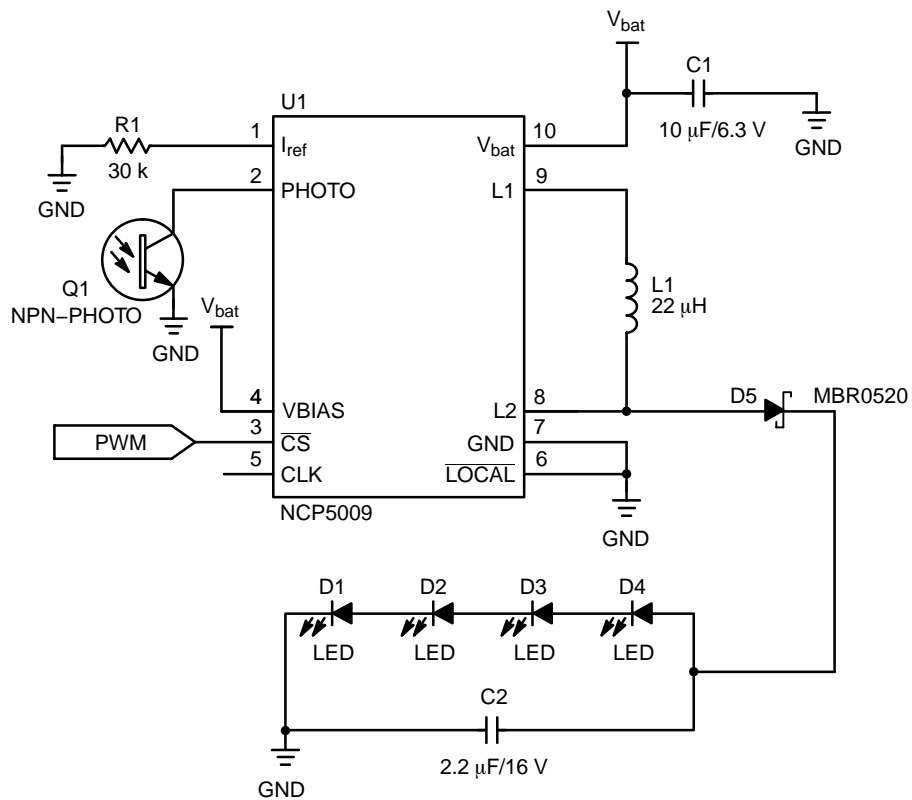 V_bat
C1
10 μF/6.3 V
GND
U1
R1
30 k
GND
1
I_ref
V_bat
10
2
PHOTO
L1
9
Q1
NPN−PHOTO
GND
V_bat
L1
22 μH
4
VBIAS
L2
8
D5
MBR0520
PWM
3
CS
GND
7
5
CLK
LOCAL
6
NCP5009
GND
D1
D2
D3
D4
LED
LED
LED
LED
C2
2.2 μF/16 V
GND